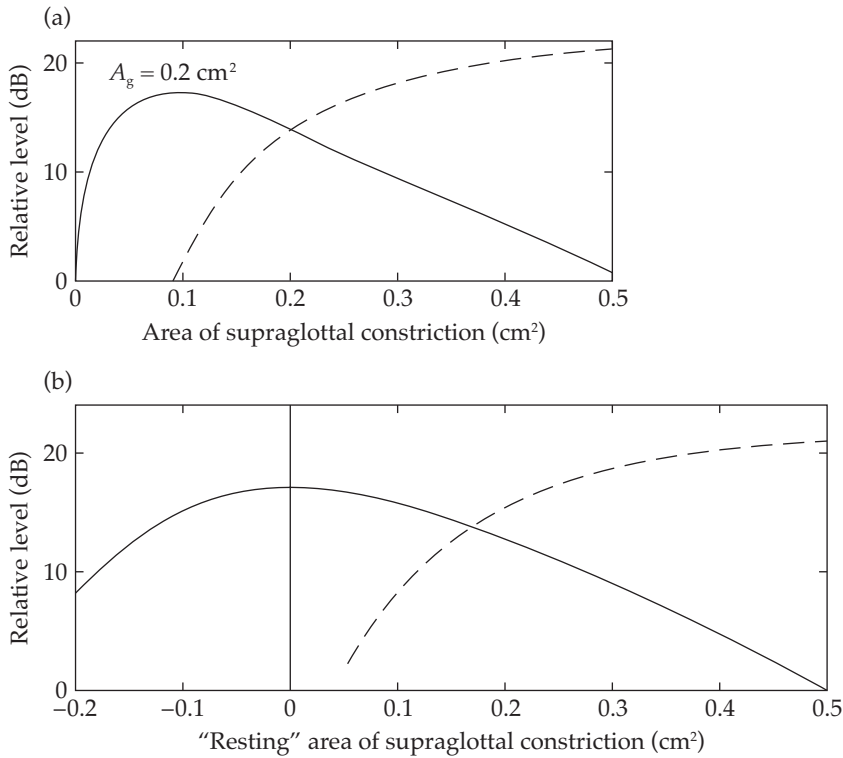 (a)
A_g = 0.2 cm²
Relative level (dB)
20
10
0
0 0.1 0.2 0.3 0.4 0.5
Area of supraglottal constriction (cm²)
(b)
Relative level (dB)
20
10
0
−0.2 −0.1 0 0.1 0.2 0.3 0.4 0.5
“Resting” area of supraglottal constriction (cm²)